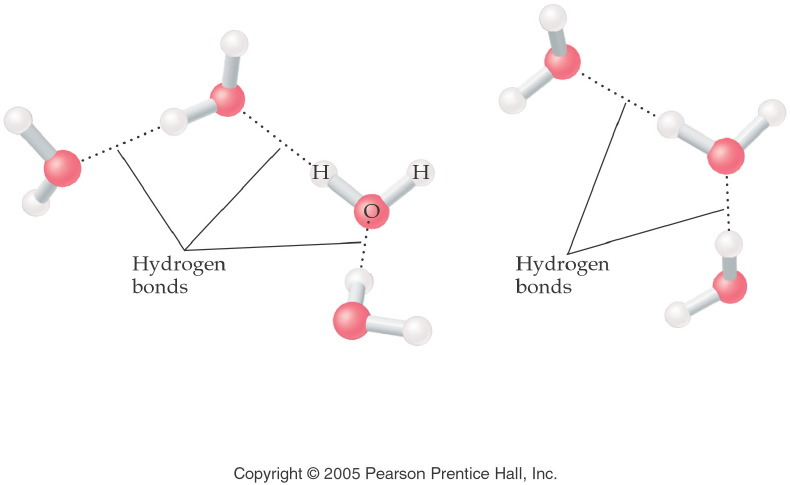 H H
O
Hydrogen
bonds
Hydrogen
bonds
Copyright © 2005 Pearson Prentice Hall, Inc.